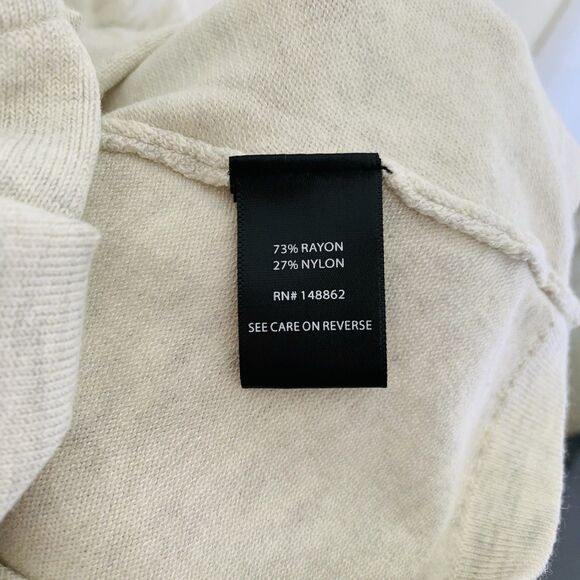 73% RAYON
27% NYLON
RN# 148862
SEE CARE ON REVERSE